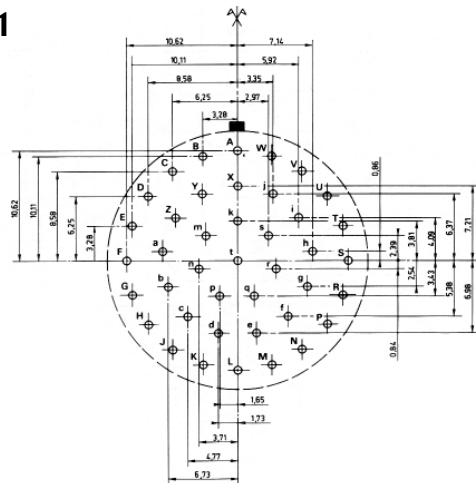 1
10,62 7,14
10,11 5,92
8,58 3,35
6,25 2,97
3,28
A
B W
C V
X
D Y j U
E Z k i T
m s
F a t h S
n r
G b p q g R
H c d e f P
J K L M N
10,62
10,11
8,58
6,25
3,28
0,86
7,21
6,37
4,09
3,81
2,39
2,54
3,43
5,38
6,98
0,84
1,65
1,73
3,71
4,77
6,73